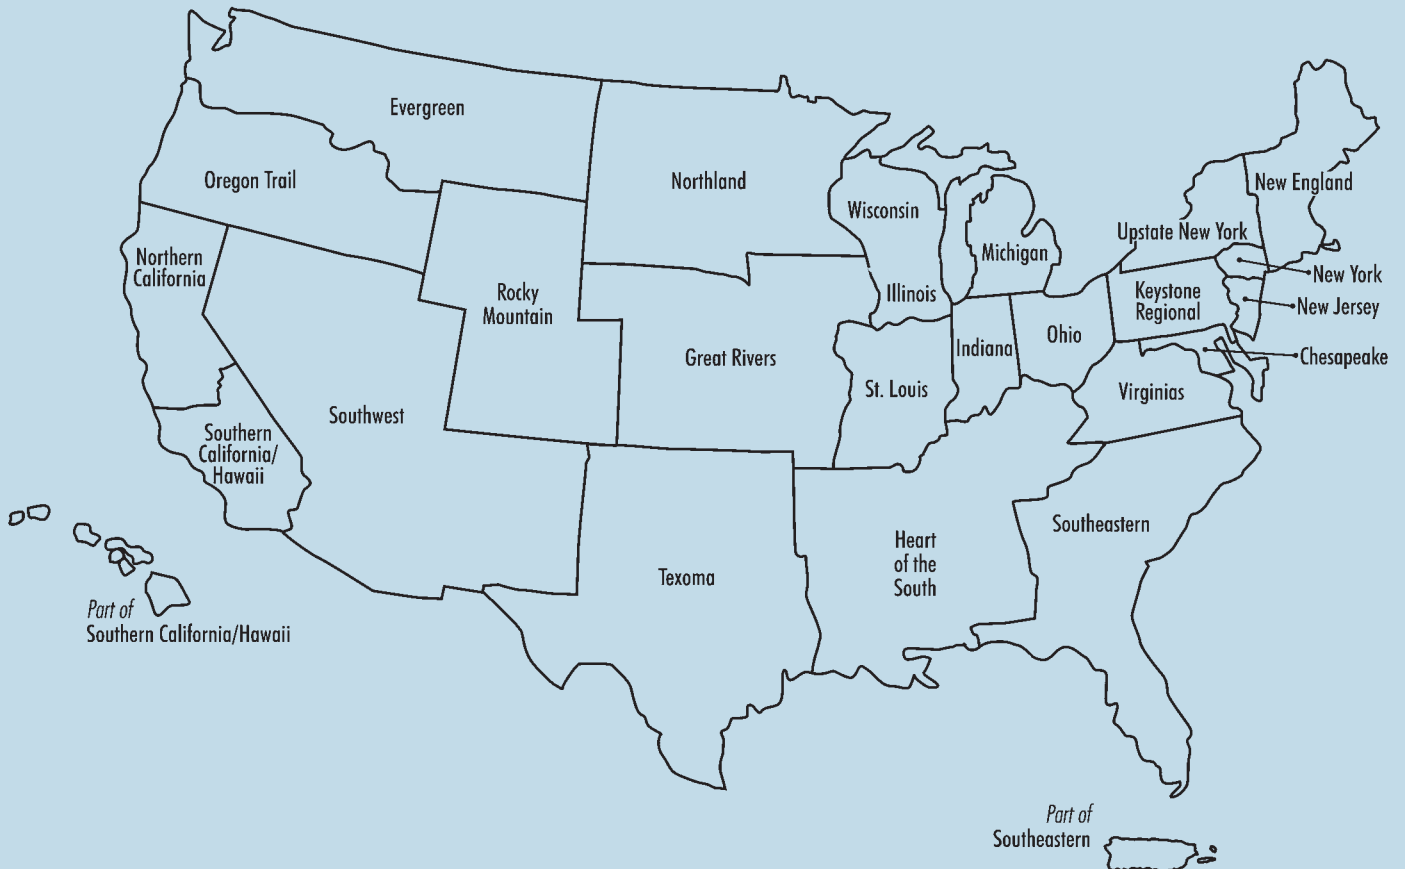 Evergreen
Oregon Trail
Northland
New England
Wisconsin
Upstate New York
Michigan
Northern
California
New York
Rocky
Mountain
Illinois
Keystone
Regional
New Jersey
Ohio
Indiana
Great Rivers
Chesapeake
St. Louis
Virginias
Southwest
Southern
California/
Hawaii
Southeastern
Heart
of the
South
Texoma
Part of
Southern California/Hawaii
Part of
Southeastern